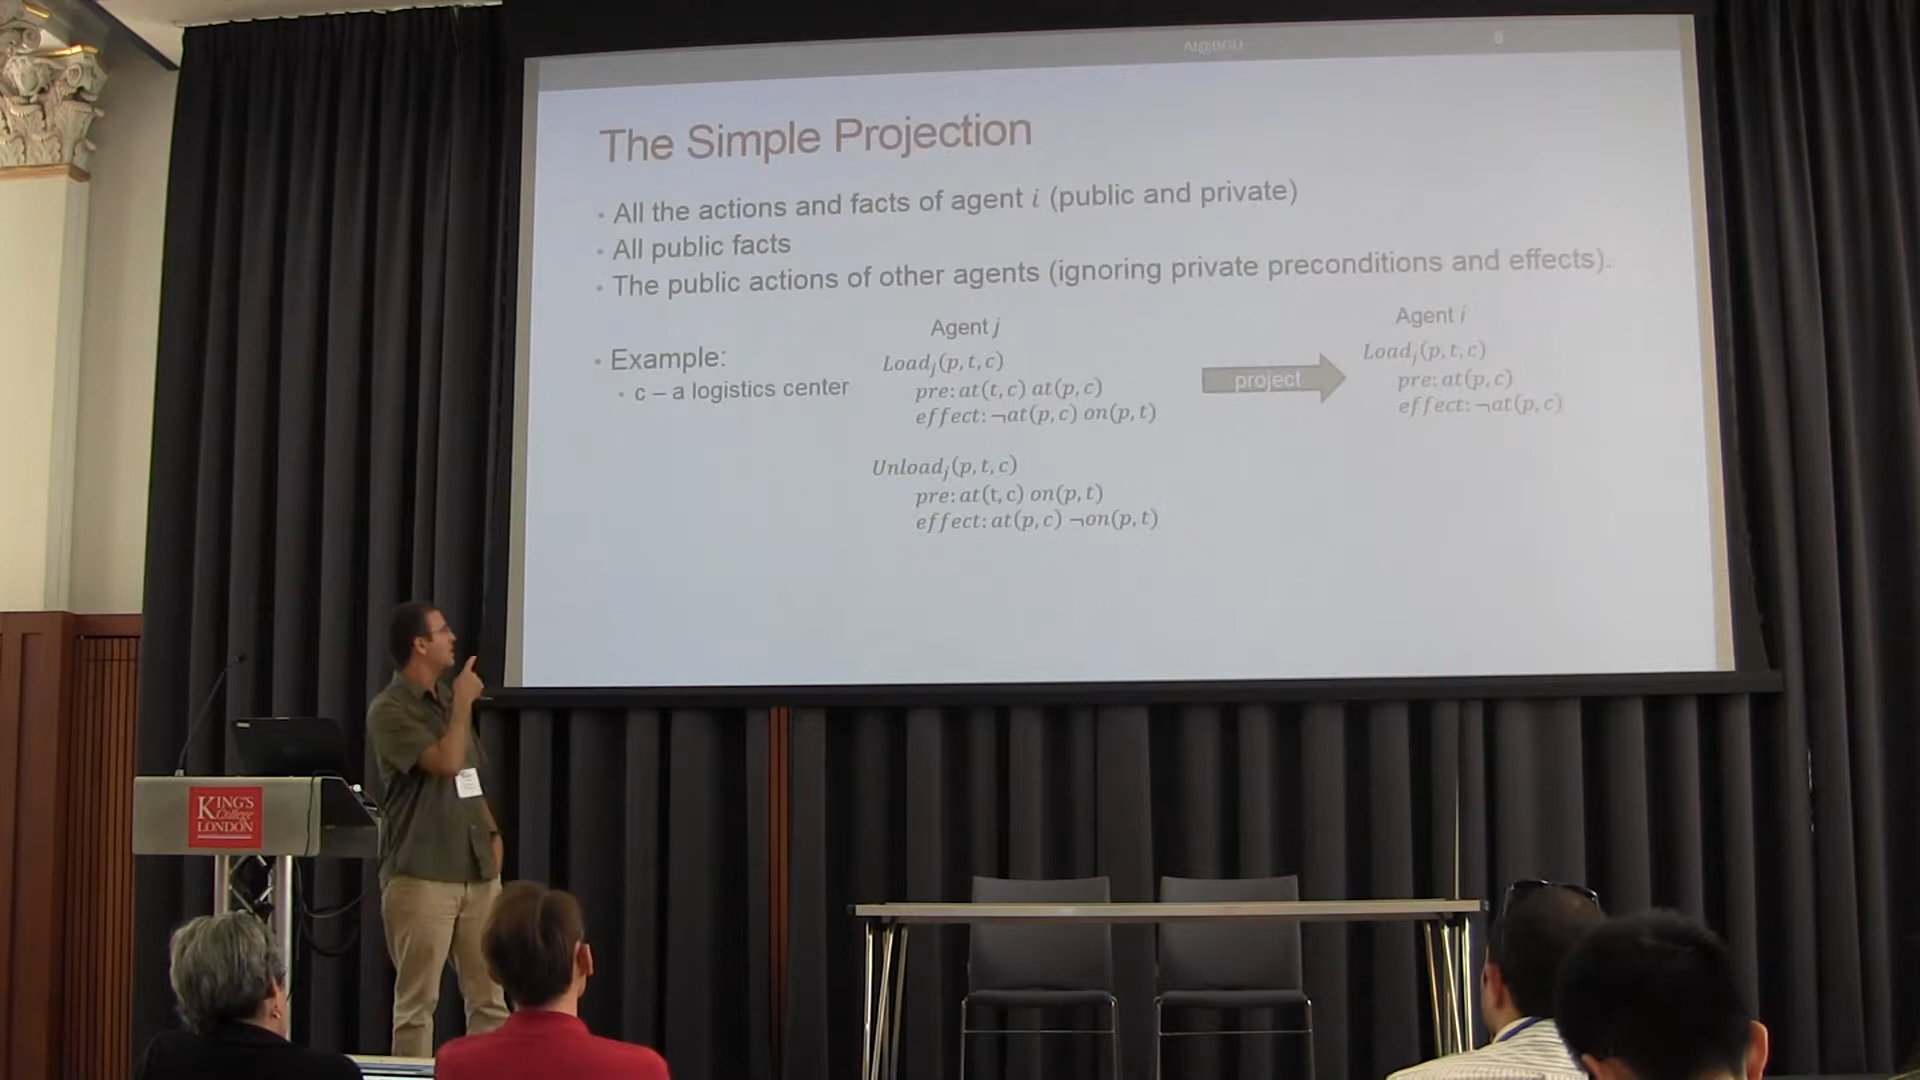 AI@BGU
The Simple Projection
• All the actions and facts of agent i (public and private)
• All public facts
• The public actions of other agents (ignoring private preconditions and effects).
• Example:
• c – a logistics center
Agent j
Load_j(p, t, c)
pre: at(t, c) at(p, c)
effect: ¬at(p, c) on(p, t)
Unload_j(p, t, c)
pre: at(t, c) on(p, t)
effect: at(p, c) ¬on(p, t)
project
Agent i
Load_j(p, t, c)
pre: at(p, c)
effect: ¬at(p, c)
KING'S
College
LONDON